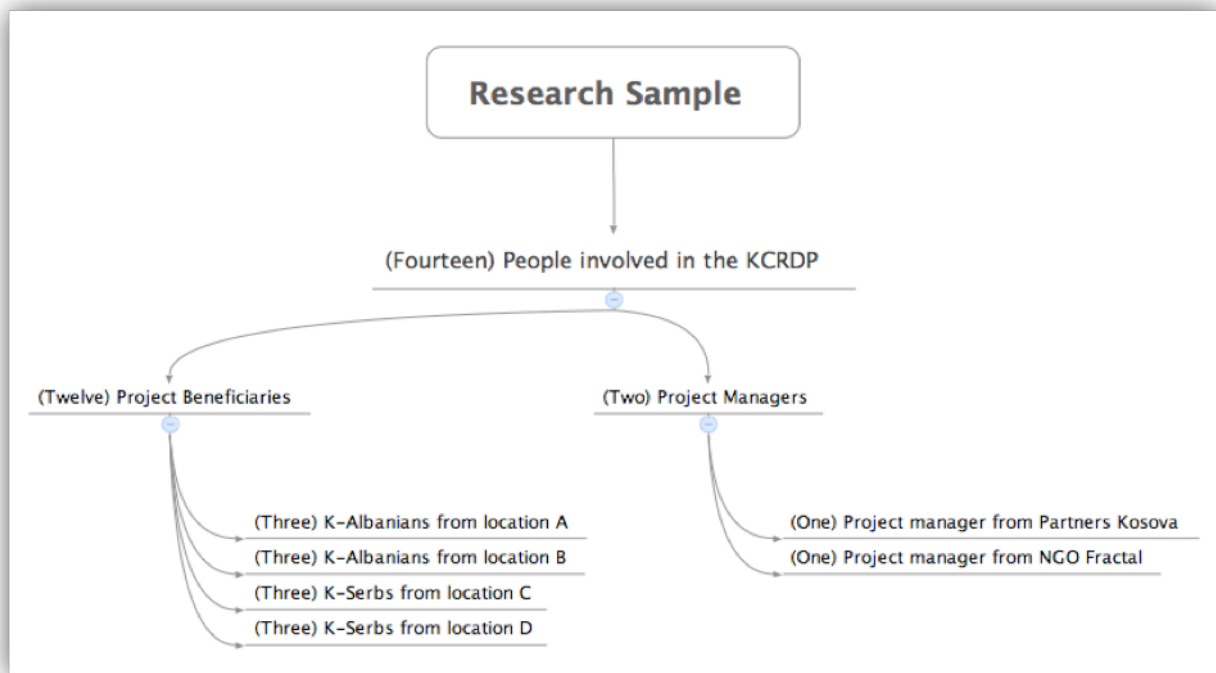 Research Sample
(Fourteen) People involved in the KCRDP
(Twelve) Project Beneficiaries
(Two) Project Managers
(Three) K-Albanians from location A
(Three) K-Albanians from location B
(Three) K-Serbs from location C
(Three) K-Serbs from location D
(One) Project manager from Partners Kosova
(One) Project manager from NGO Fractal